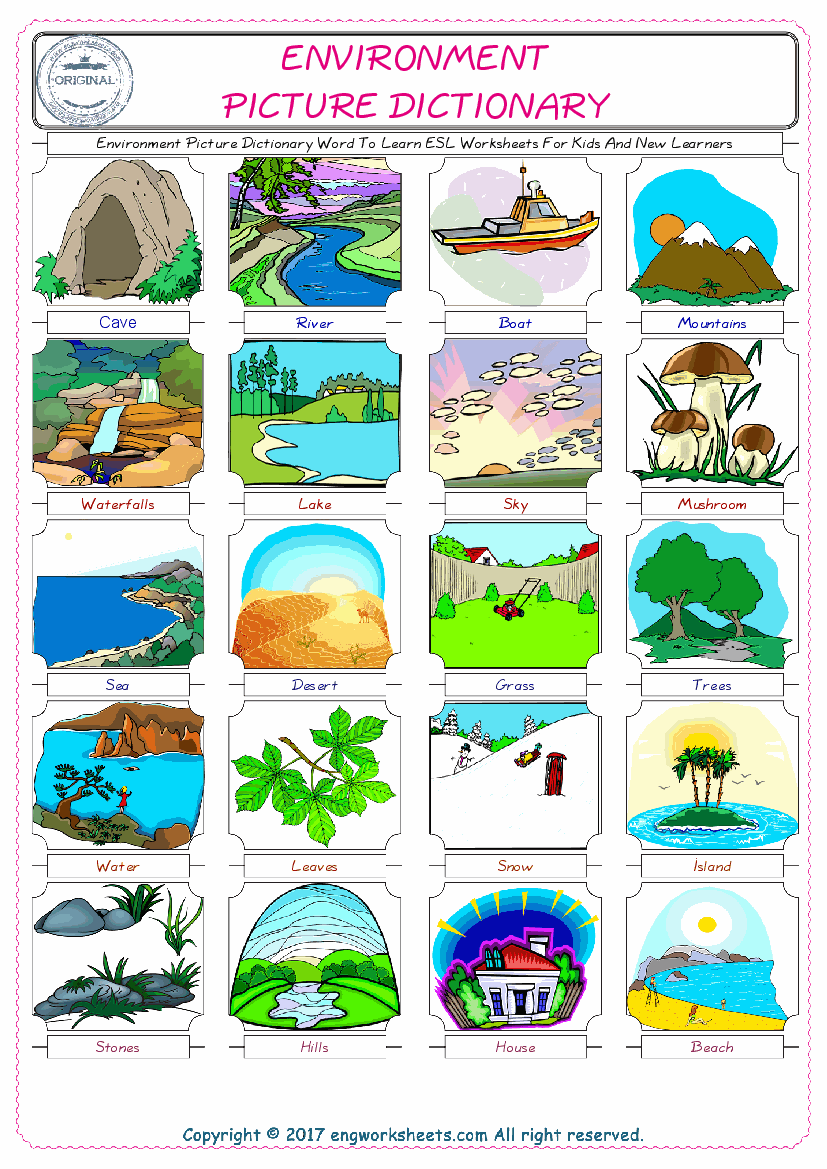 ENVIRONMENT
PICTURE DICTIONARY
ORIGINAL
Environment Picture Dictionary Word To Learn ESL Worksheets For Kids And New Learners
Cave
River
Boat
Mountains
Waterfalls
Lake
Sky
Mushroom
Sea
Desert
Grass
Trees
Water
Leaves
Snow
İsland
Stones
Hills
House
Beach
Copyright © 2017 engworksheets.com All right reserved.